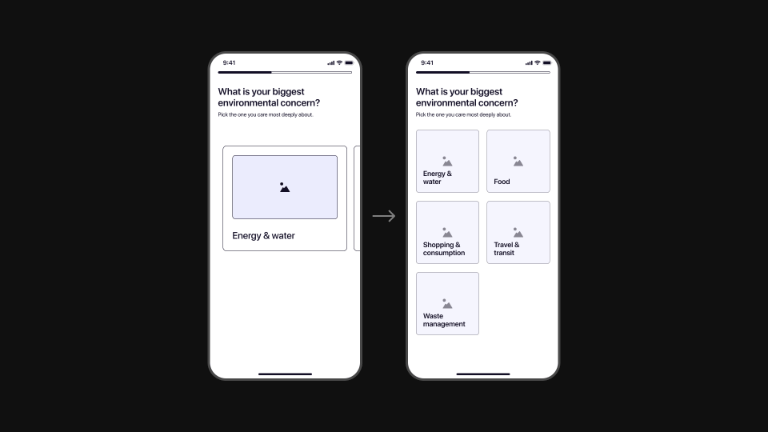 9:41
What is your biggest
environmental concern?
Pick the one you care most deeply about.
Energy & water
9:41
What is your biggest
environmental concern?
Pick the one you care most deeply about.
Energy &
water
Food
Shopping &
consumption
Travel &
transit
Waste
management